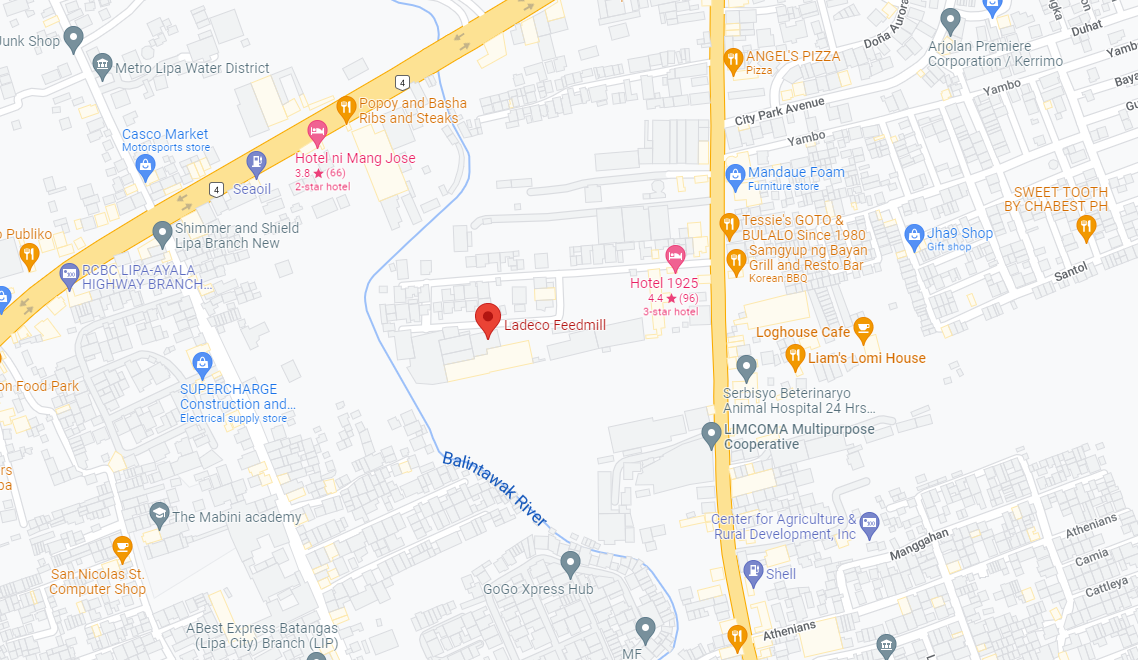 Junk Shop
Metro Lipa Water District
4
Popoy and Basha
Ribs and Steaks
Casco Market
Motorsports store
Hotel ni Mang Jose
3.8 ★ (66)
2-star hotel
Seaoil
4
Publiko
Shimmer and Shield
Lipa Branch New
RCBC LIPA-AYALA
HIGHWAY BRANCH...
Doña Aurora
Arjolan Premiere
Corporation / Kerrimo
Duhat
Yambo
ANGEL'S PIZZA
Pizza
City Park Avenue
Yambo
Yambo
Mandaue Foam
Furniture store
SWEET TOOTH
BY CHABEST PH
Tessie's GOTO &
BULALO Since 1980
Samgyup ng Bayan
Grill and Resto Bar
Korean BBQ
Jha9 Shop
Gift shop
Santol
Hotel 1925
4.4 ★ (96)
3-star hotel
Ladeco Feedmill
Loghouse Cafe
Liam's Lomi House
on Food Park
SUPERCHARGE
Construction and...
Electrical supply store
Serbisyo Beterinaryo
Animal Hospital 24 Hrs...
LIMCOMA Multipurpose
Cooperative
Balintawak River
The Mabini academy
San Nicolas St.
Computer Shop
Center for Agriculture &
Rural Development, Inc
Manggahan
Athenians
Camia
Cattleya
Shell
GoGo Xpress Hub
ABest Express Batangas
(Lipa City) Branch (LIP)
MF
Athenians